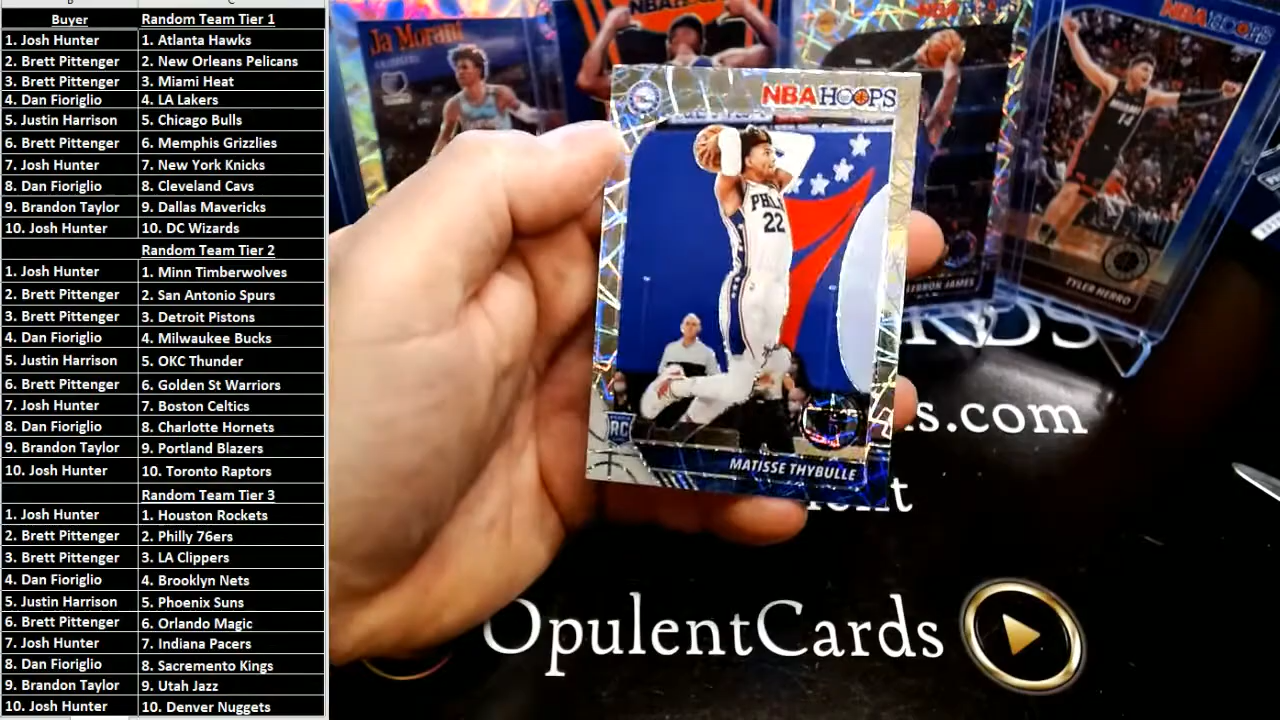 B C
Buyer Random Team Tier 1
1. Josh Hunter 1. Atlanta Hawks
2. Brett Pittenger 2. New Orleans Pelicans
3. Brett Pittenger 3. Miami Heat
4. Dan Fioriglio 4. LA Lakers
5. Justin Harrison 5. Chicago Bulls
6. Brett Pittenger 6. Memphis Grizzlies
7. Josh Hunter 7. New York Knicks
8. Dan Fioriglio 8. Cleveland Cavs
9. Brandon Taylor 9. Dallas Mavericks
10. Josh Hunter 10. DC Wizards
Random Team Tier 2
1. Josh Hunter 1. Minn Timberwolves
2. Brett Pittenger 2. San Antonio Spurs
3. Brett Pittenger 3. Detroit Pistons
4. Dan Fioriglio 4. Milwaukee Bucks
5. Justin Harrison 5. OKC Thunder
6. Brett Pittenger 6. Golden St Warriors
7. Josh Hunter 7. Boston Celtics
8. Dan Fioriglio 8. Charlotte Hornets
9. Brandon Taylor 9. Portland Blazers
10. Josh Hunter 10. Toronto Raptors
Random Team Tier 3
1. Josh Hunter 1. Houston Rockets
2. Brett Pittenger 2. Philly 76ers
3. Brett Pittenger 3. LA Clippers
4. Dan Fioriglio 4. Brooklyn Nets
5. Justin Harrison 5. Phoenix Suns
6. Brett Pittenger 6. Orlando Magic
7. Josh Hunter 7. Indiana Pacers
8. Dan Fioriglio 8. Sacremento Kings
9. Brandon Taylor 9. Utah Jazz
10. Josh Hunter 10. Denver Nuggets
Ja Morant
NBA HOOPS
NBA HOOPS
NBA HOOPS
PHILA
22
14
RC
MATISSE THYBULLE
LEBRON JAMES
TYLER HERRO
RDS
s.com
nt
OpulentCards